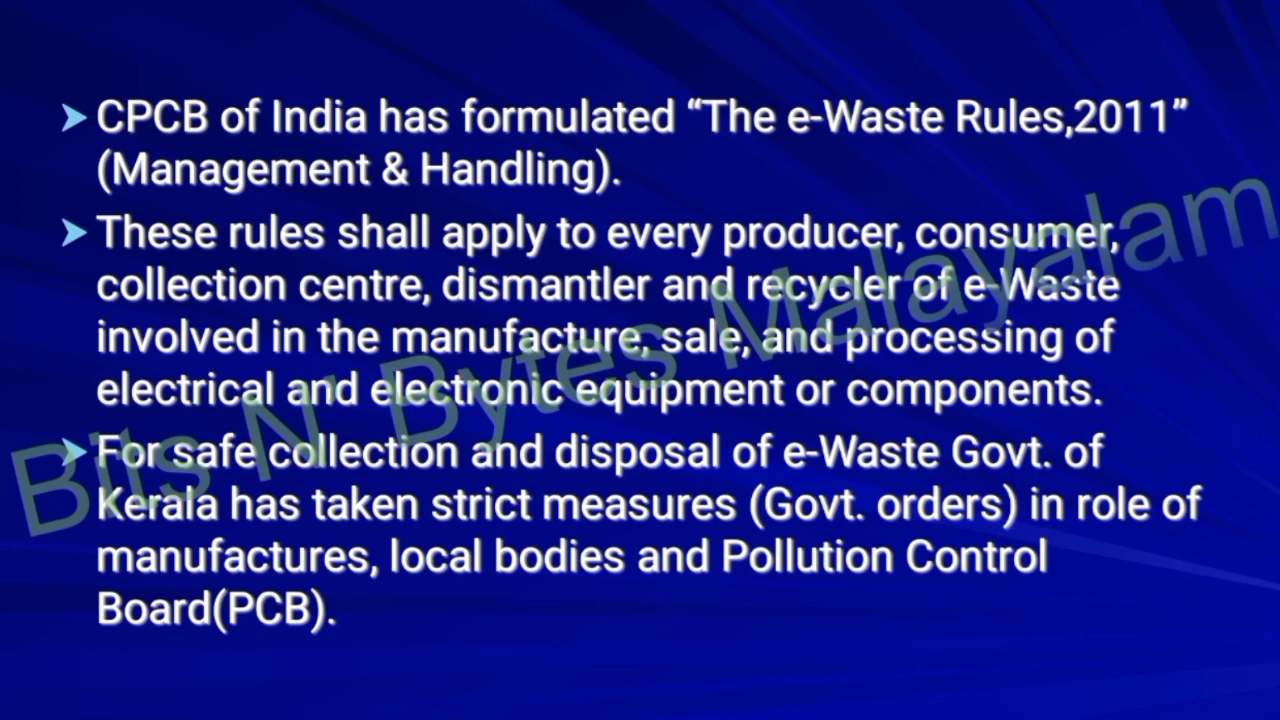 ➤ CPCB of India has formulated “The e-Waste Rules,2011”
(Management & Handling).
➤ These rules shall apply to every producer, consumer,
collection centre, dismantler and recycler of e-Waste
involved in the manufacture, sale, and processing of
electrical and electronic equipment or components.
➤ For safe collection and disposal of e-Waste Govt. of
Kerala has taken strict measures (Govt. orders) in role of
manufactures, local bodies and Pollution Control
Board(PCB).
Bits N Bytes Malayalam